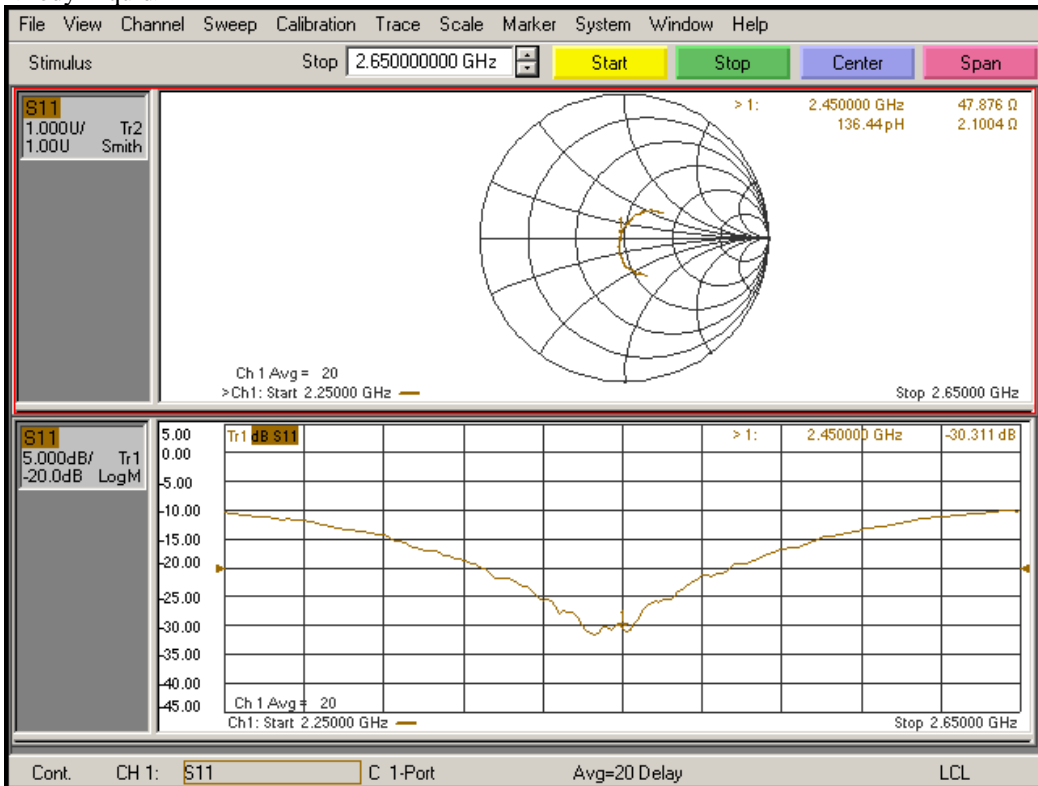 File View Channel Sweep Calibration Trace Scale Marker System Window Help
Stimulus Stop 2.650000000 GHz Start Stop Center Span
S11
1.000U/ Tr2
1.00U Smith
> 1: 2.450000 GHz 47.876 Ω
136.44 pH 2.1004 Ω
Ch 1 Avg = 20
>Ch1: Start 2.25000 GHz Stop 2.65000 GHz
S11
5.000dB/ Tr1
-20.0dB LogM
5.00
0.00
-5.00
-10.00
-15.00
-20.00
-25.00
-30.00
-35.00
-40.00
-45.00
Tr1 dB S11 > 1: 2.450000 GHz -30.311 dB
Ch 1 Avg = 20
Ch1: Start 2.25000 GHz Stop 2.65000 GHz
Cont. CH 1: S11 C 1-Port Avg=20 Delay LCL